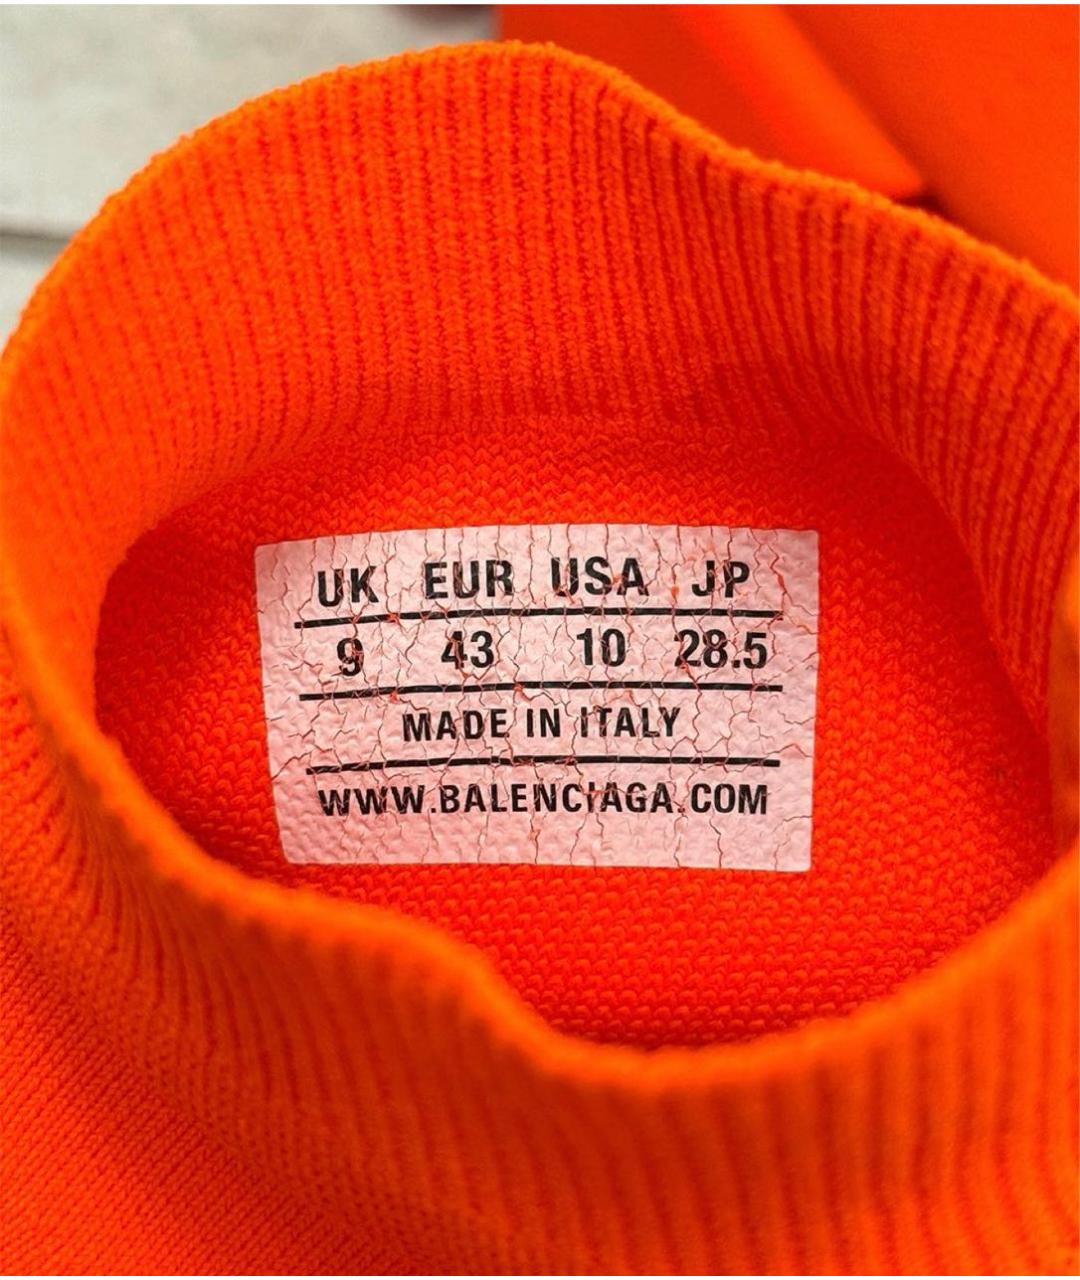 UK EUR USA JP
9 43 10 28.5
MADE IN ITALY
WWW.BALENCIAGA.COM